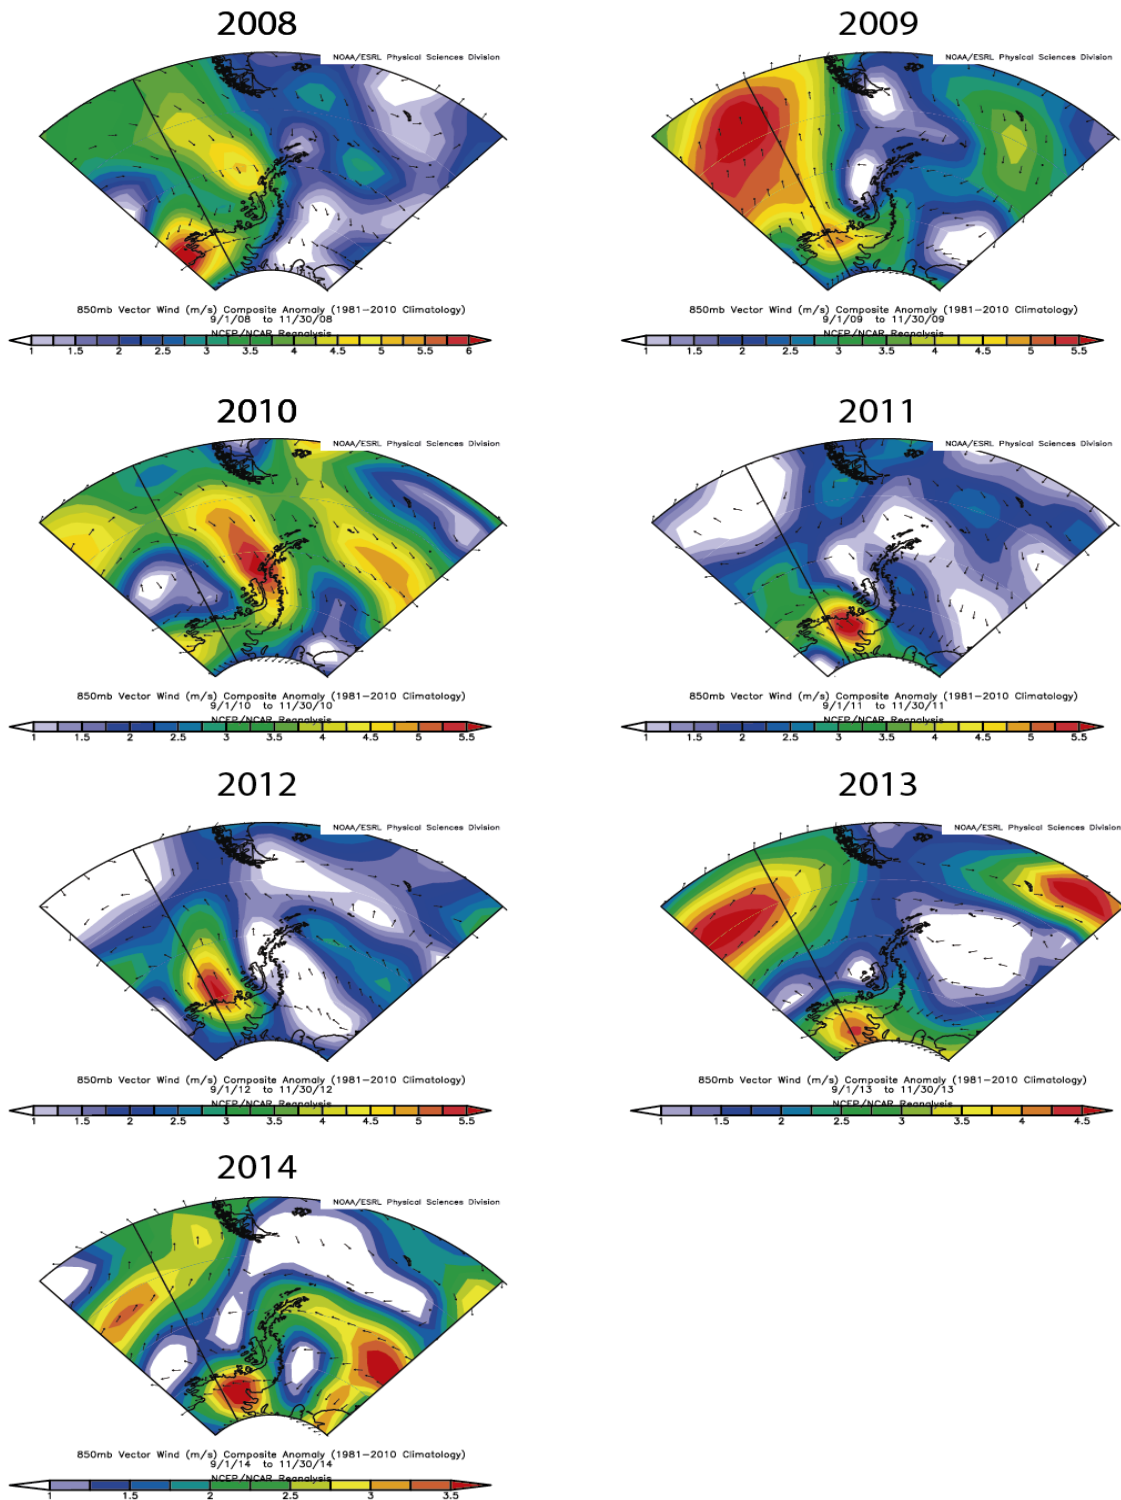 2008
NOAA/ESRL Physical Sciences Division
850mb Vector Wind (m/s) Composite Anomaly (1981-2010 Climatology)
9/1/08 to 11/30/08
NCEP/NCAR Reanalysis
1 1.5 2 2.5 3 3.5 4 4.5 5 5.5 6
2009
NOAA/ESRL Physical Sciences Division
850mb Vector Wind (m/s) Composite Anomaly (1981-2010 Climatology)
9/1/09 to 11/30/09
NCEP/NCAR Reanalysis
1 1.5 2 2.5 3 3.5 4 4.5 5 5.5
2010
NOAA/ESRL Physical Sciences Division
850mb Vector Wind (m/s) Composite Anomaly (1981-2010 Climatology)
9/1/10 to 11/30/10
NCEP/NCAR Reanalysis
1 1.5 2 2.5 3 3.5 4 4.5 5 5.5
2011
NOAA/ESRL Physical Sciences Division
850mb Vector Wind (m/s) Composite Anomaly (1981-2010 Climatology)
9/1/11 to 11/30/11
NCEP/NCAR Reanalysis
1 1.5 2 2.5 3 3.5 4 4.5 5 5.5
2012
NOAA/ESRL Physical Sciences Division
850mb Vector Wind (m/s) Composite Anomaly (1981-2010 Climatology)
9/1/12 to 11/30/12
NCEP/NCAR Reanalysis
1 1.5 2 2.5 3 3.5 4 4.5 5 5.5
2013
NOAA/ESRL Physical Sciences Division
850mb Vector Wind (m/s) Composite Anomaly (1981-2010 Climatology)
9/1/13 to 11/30/13
NCEP/NCAR Reanalysis
1 1.5 2 2.5 3 3.5 4 4.5
2014
NOAA/ESRL Physical Sciences Division
850mb Vector Wind (m/s) Composite Anomaly (1981-2010 Climatology)
9/1/14 to 11/30/14
NCEP/NCAR Reanalysis
1 1.5 2 2.5 3 3.5